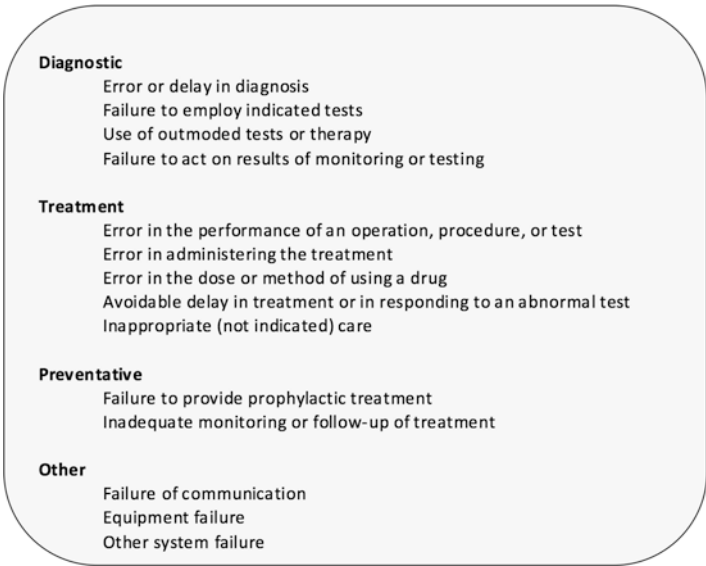 Diagnostic
Error or delay in diagnosis
Failure to employ indicated tests
Use of outmoded tests or therapy
Failure to act on results of monitoring or testing
Treatment
Error in the performance of an operation, procedure, or test
Error in administering the treatment
Error in the dose or method of using a drug
Avoidable delay in treatment or in responding to an abnormal test
Inappropriate (not indicated) care
Preventative
Failure to provide prophylactic treatment
Inadequate monitoring or follow-up of treatment
Other
Failure of communication
Equipment failure
Other system failure